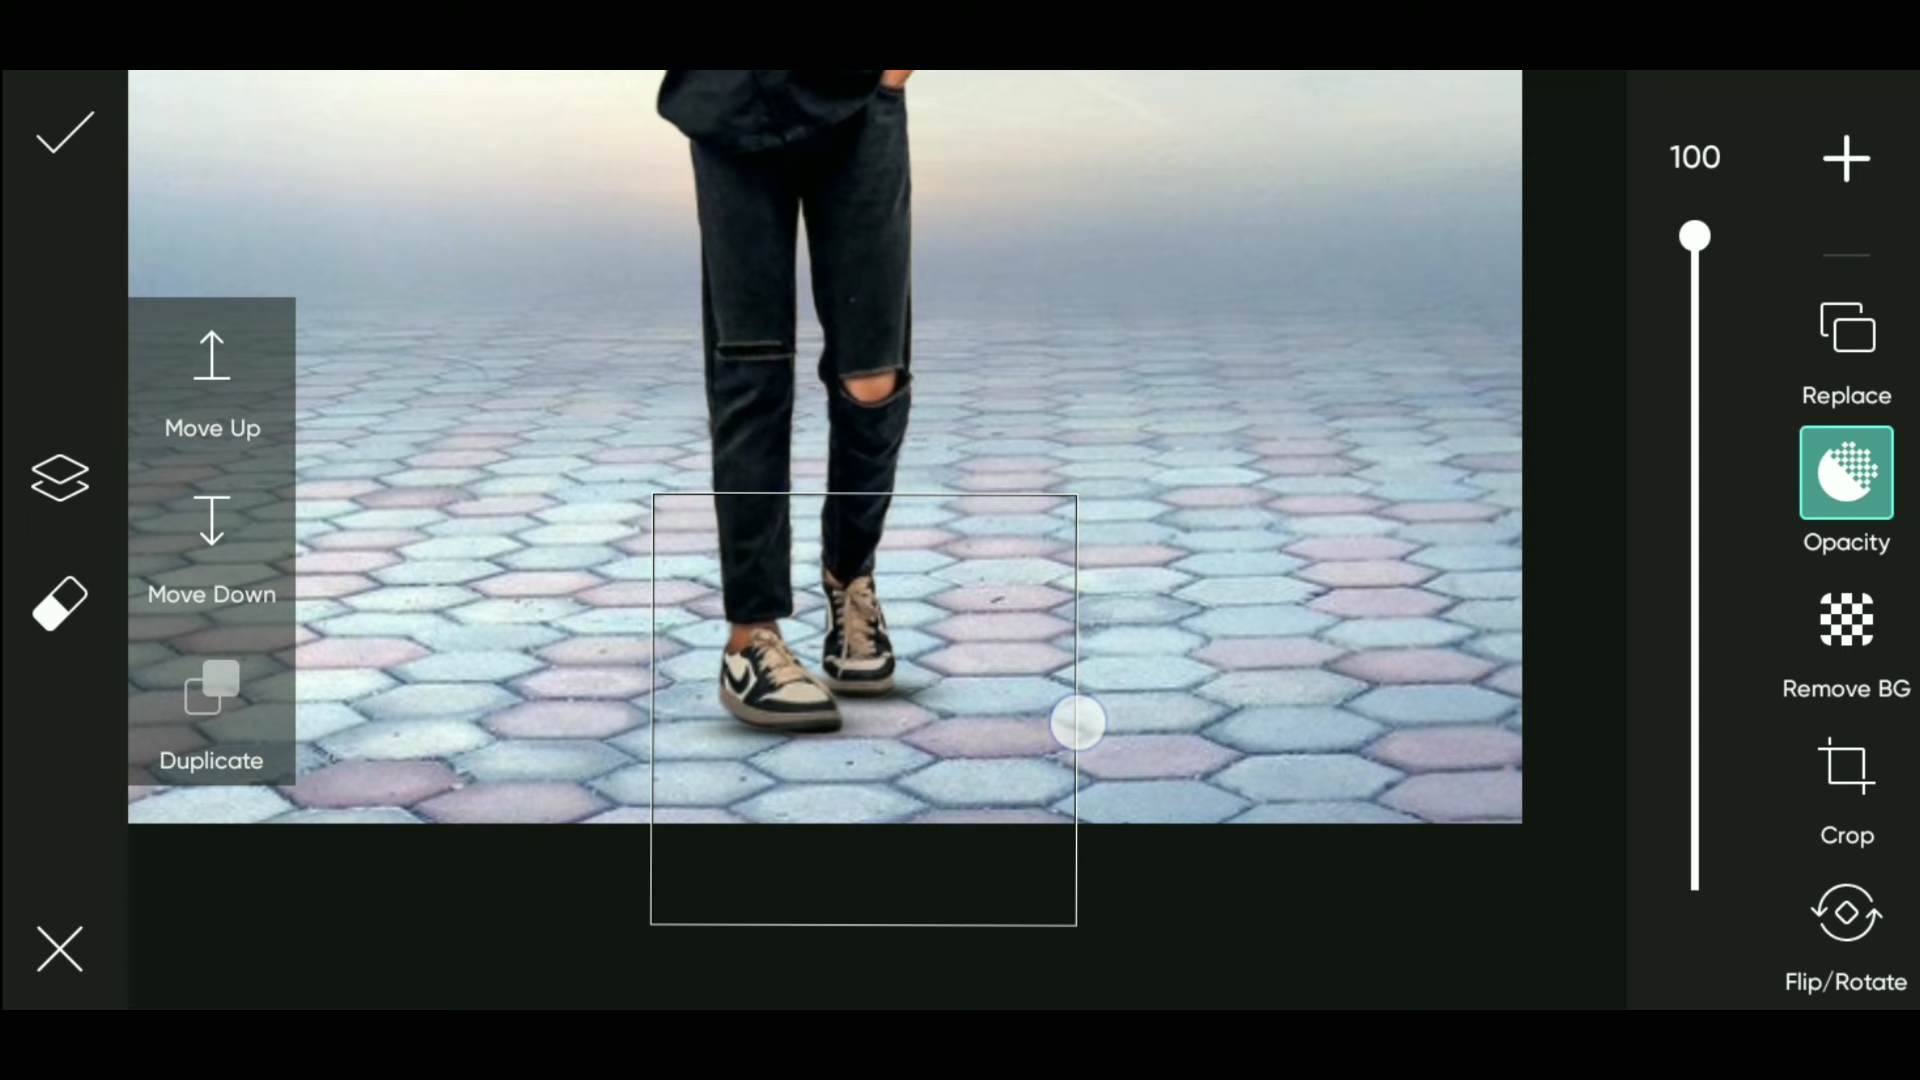 Move Up
Move Down
Duplicate
100
Replace
Opacity
Remove BG
Crop
Flip/Rotate